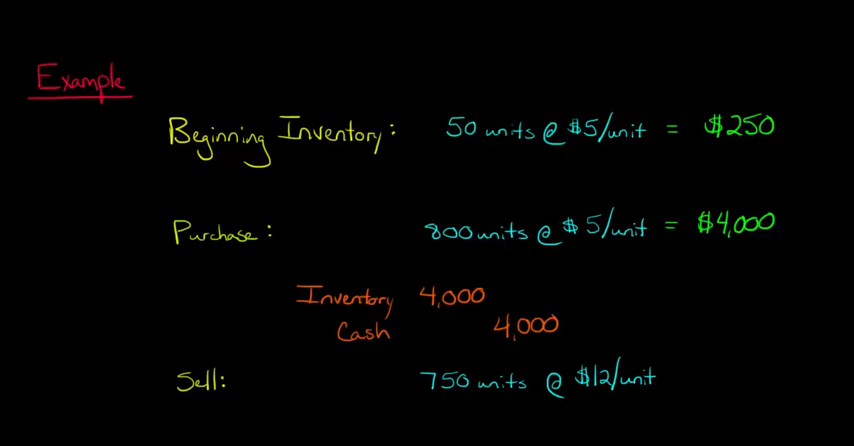 Example
Beginning Inventory: 50 units @ $5/unit = $250
Purchase: 800 units @ $5/unit = $4,000
Inventory 4,000
Cash 4,000
Sell: 750 units @ $12/unit